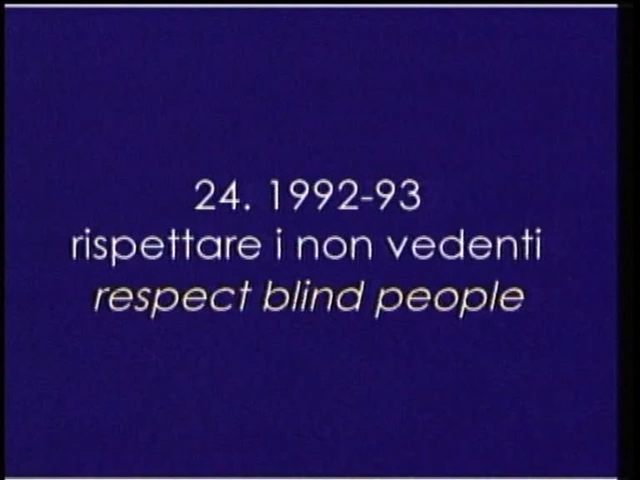 24. 1992-93
rispettare i non vedenti
respect blind people